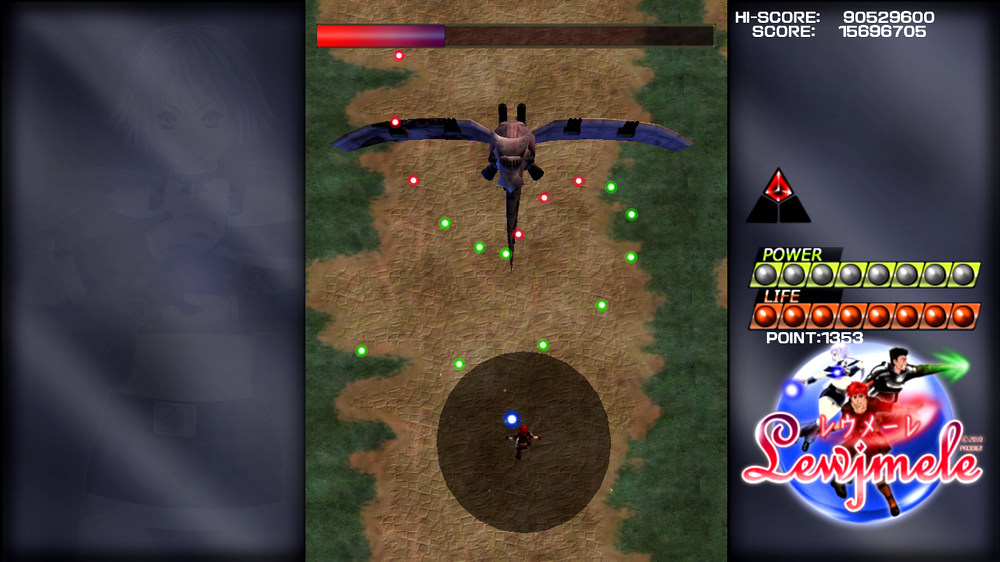 HI-SCORE: 90529600
SCORE: 15696705
POWER
LIFE
POINT:1353
レウメーレ
Lewjmele